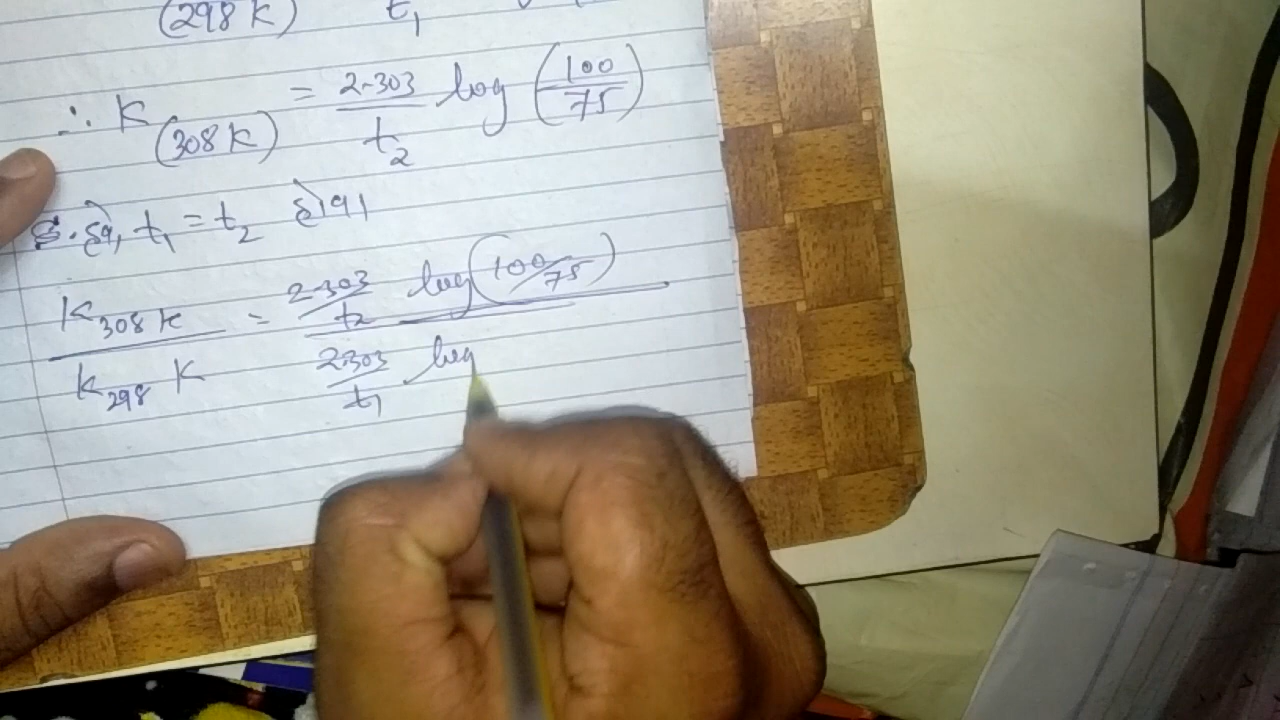 (298 K) t₁
∴ K (308 K) = 2.303/t₂ log (100/75)
t₁ = t₂
K₃₀₈ K / K₂₉₈ K = 2.303/t₂ log (100/75) / 2.303/t₁ log